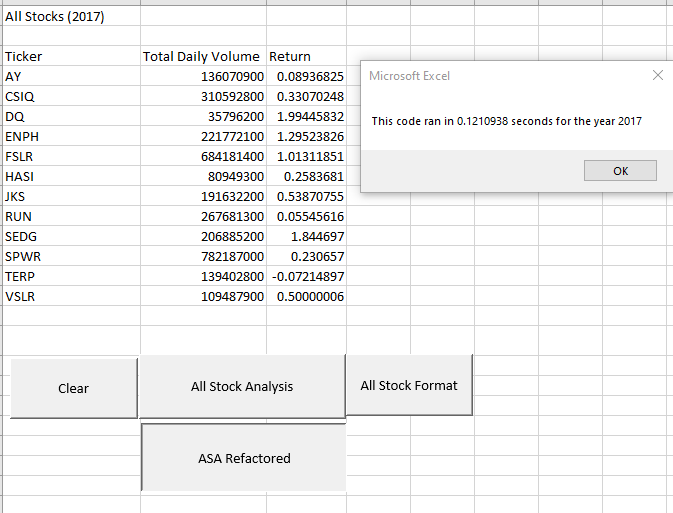 All Stocks (2017)
Ticker Total Daily Volume Return
AY 136070900 0.08936825
CSIQ 310592800 0.33070248
DQ 35796200 1.99445832
ENPH 221772100 1.29523826
FSLR 684181400 1.01311851
HASI 80949300 0.2583681
JKS 191632200 0.53870755
RUN 267681300 0.05545616
SEDG 206885200 1.844697
SPWR 782187000 0.230657
TERP 139402800 -0.07214897
VSLR 109487900 0.50000006
Microsoft Excel
This code ran in 0.1210938 seconds for the year 2017
OK
Clear
All Stock Analysis
All Stock Format
ASA Refactored